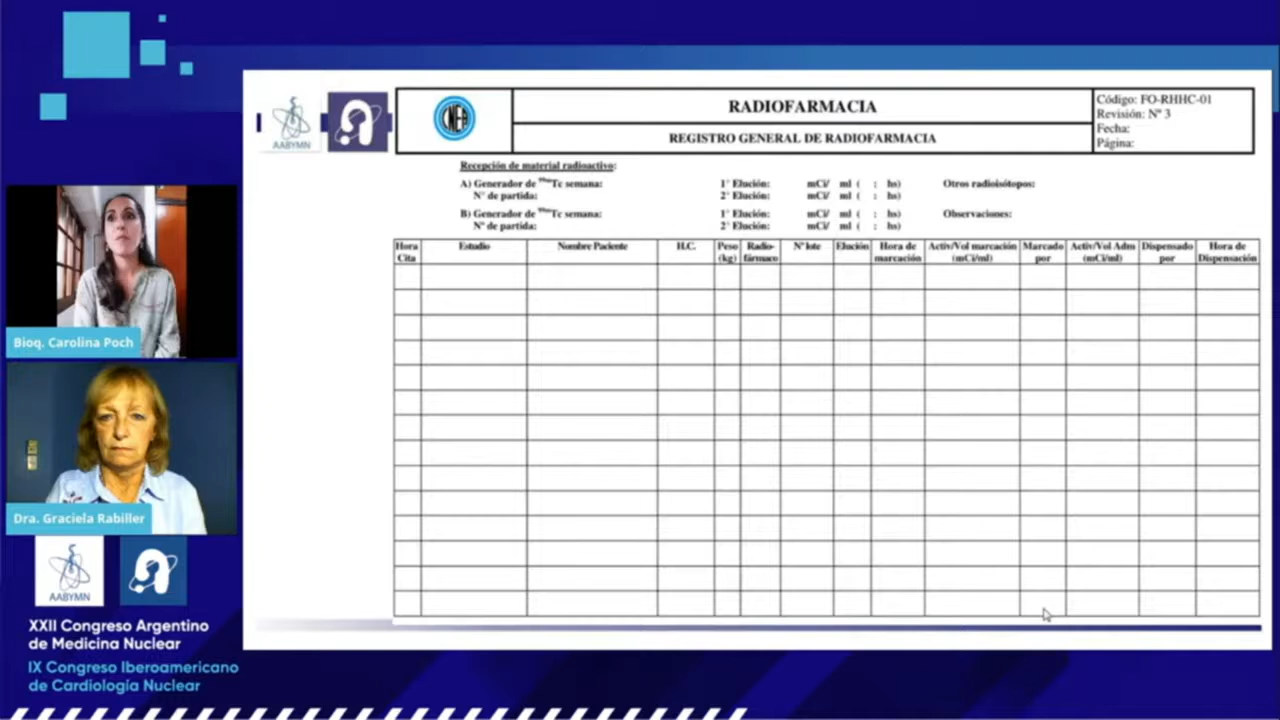 AABYMN
CNEA
RADIOFARMACIA
REGISTRO GENERAL DE RADIOFARMACIA
Código: FO-RHHC-01
Revisión: Nº 3
Fecha:
Página:
Recepción de material radioactivo:
A) Generador de 99mTc semana: 1° Elución: mCi/ ml ( : hs) Otros radioisótopos:
N° de partida: 2° Elución: mCi/ ml ( : hs)
B) Generador de 99mTc semana: 1° Elución: mCi/ ml ( : hs) Observaciones:
Nº de partida: 2° Elución: mCi/ ml ( : hs)
Hora Cita
Estudio
Nombre Paciente
H.C.
Peso (kg)
Radio-fármaco
Nº lote
Elución
Hora de marcación
Activ/Vol marcación (mCi/ml)
Marcado por
Activ/Vol Adm (mCi/ml)
Dispensado por
Hora de Dispensación
Bioq. Carolina Poch
Dra. Graciela Rabiller
AABYMN
XXII Congreso Argentino
de Medicina Nuclear
IX Congreso Iberoamericano
de Cardiología Nuclear